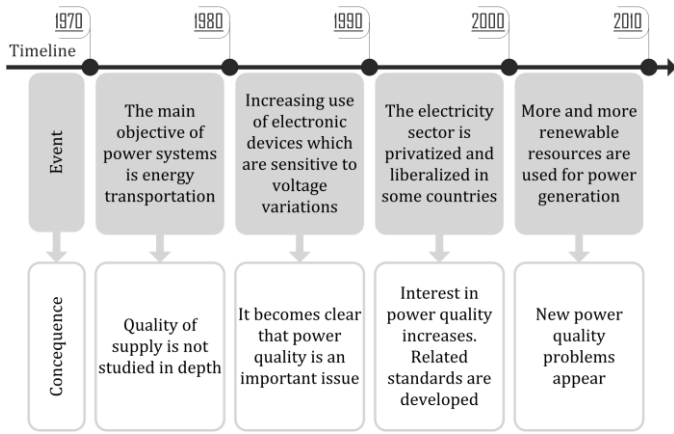 1970
1980
1990
2000
2010
Timeline
Event
The main
objective of
power systems
is energy
transportation
Increasing use
of electronic
devices which
are sensitive to
voltage
variations
The electricity
sector is
privatized and
liberalized in
some countries
More and more
renewable
resources are
used for power
generation
Concequence
Quality of
supply is not
studied in depth
It becomes clear
that power
quality is an
important issue
Interest in
power quality
increases.
Related
standards are
developed
New power
quality
problems
appear